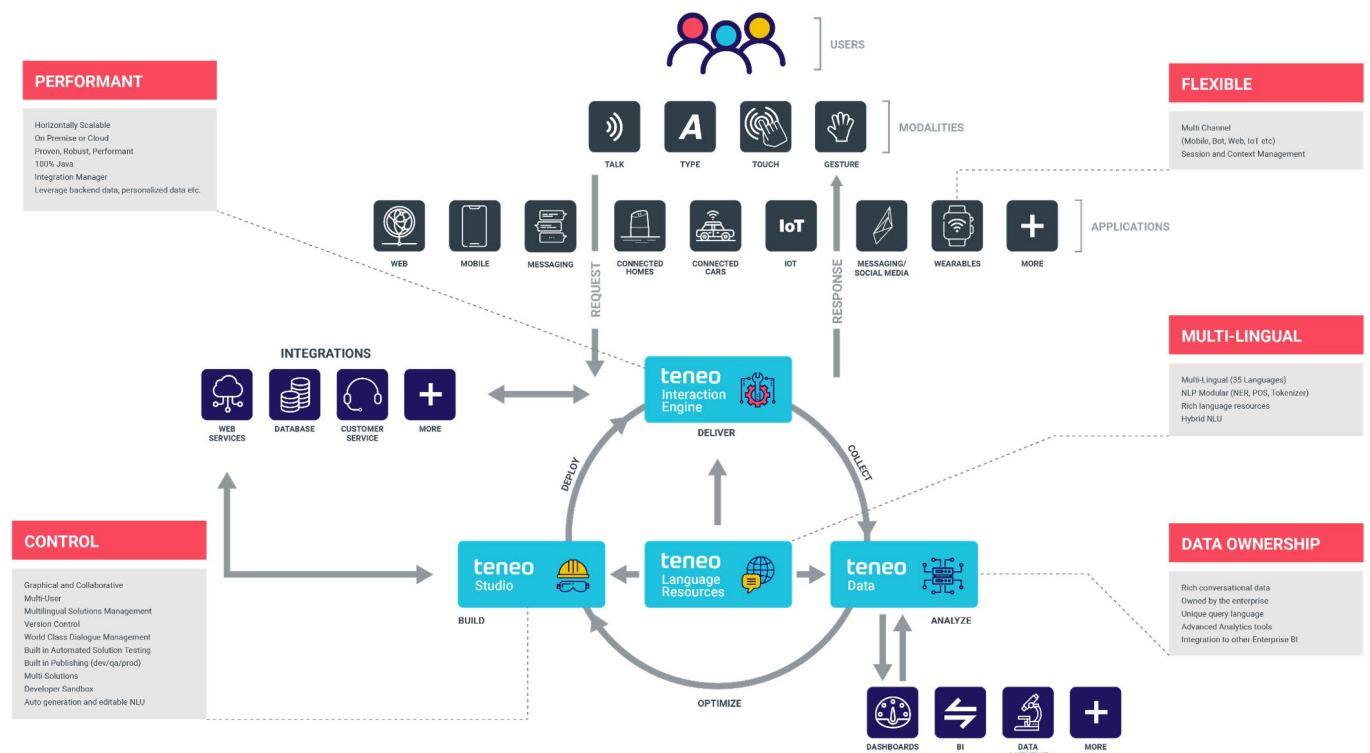 USERS
PERFORMANT
Horizontally Scalable
On Premise or Cloud
Proven, Robust, Performant
100% Java
Integration Manager
Leverage backend data, personalized data etc.
FLEXIBLE
Multi Channel
(Mobile, Bot, Web, IoT etc)
Session and Context Management
A
MODALITIES
TALK
TYPE
TOUCH
GESTURE
IoT
APPLICATIONS
WEB
MOBILE
MESSAGING
CONNECTED
HOMES
CONNECTED
CARS
IOT
MESSAGING/
SOCIAL MEDIA
WEARABLES
MORE
REQUEST
RESPONSE
MULTI-LINGUAL
Multi-Lingual (35 Languages)
NLP Modular (NER, POS, Tokenizer)
Rich language resources
Hybrid NLU
INTEGRATIONS
WEB
SERVICES
DATABASE
CUSTOMER
SERVICE
MORE
teneo
Interaction
Engine
DELIVER
DEPLOY
COLLECT
CONTROL
Graphical and Collaborative
Multi-User
Multilingual Solutions Management
Version Control
World Class Dialogue Management
Built in Automated Solution Testing
Built in Publishing (dev/qa/prod)
Multi Solutions
Developer Sandbox
Auto generation and editable NLU
teneo
Studio
BUILD
teneo
Language
Resources
teneo
Data
ANALYZE
OPTIMIZE
DATA OWNERSHIP
Rich conversational data
Owned by the enterprise
Unique query language
Advanced Analytics tools
Integration to other Enterprise BI
DASHBOARDS
BI
DATA
MORE